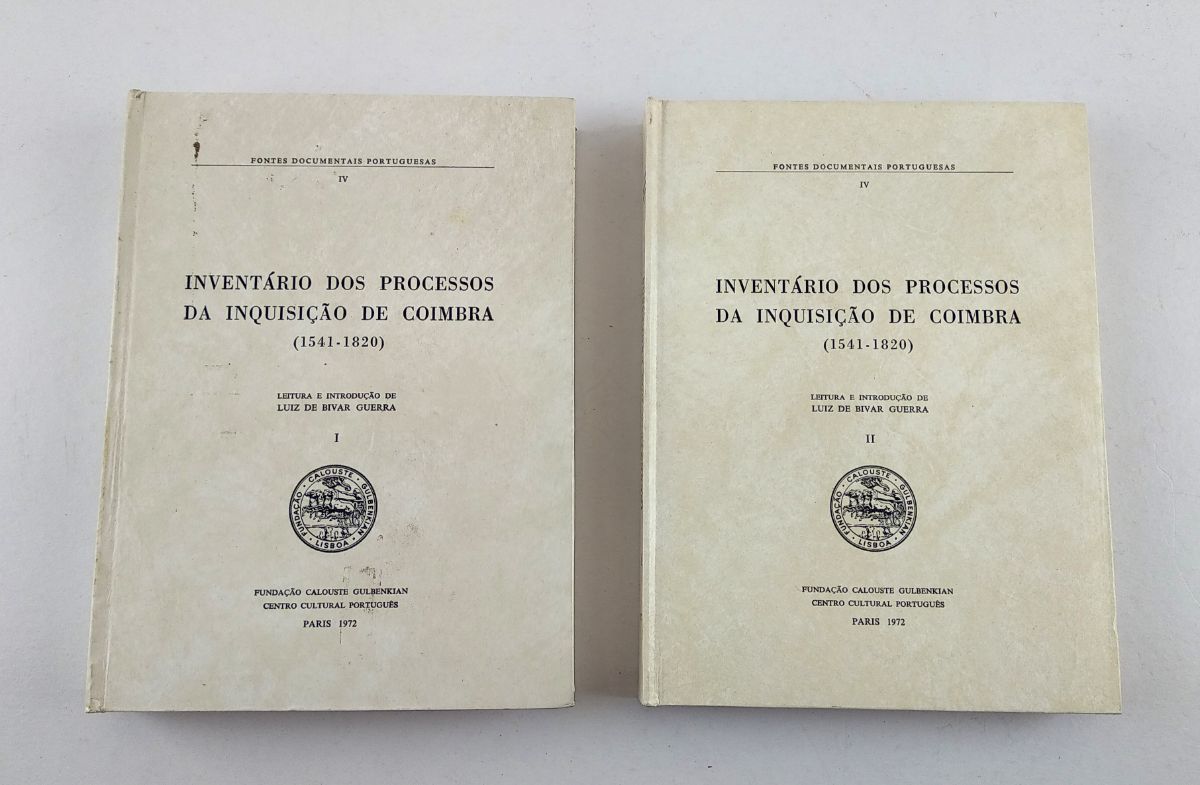 FONTES DOCUMENTAIS PORTUGUESAS
IV
INVENTÁRIO DOS PROCESSOS
DA INQUISIÇÃO DE COIMBRA
(1541-1820)
LEITURA E INTRODUÇÃO DE
LUIZ DE BIVAR GUERRA
I
FUNDAÇÃO · CALOUSTE · GULBENKIAN · LISBOA ·
FUNDAÇÃO CALOUSTE GULBENKIAN
CENTRO CULTURAL PORTUGUÊS
PARIS 1972
FONTES DOCUMENTAIS PORTUGUESAS
IV
INVENTÁRIO DOS PROCESSOS
DA INQUISIÇÃO DE COIMBRA
(1541-1820)
LEITURA E INTRODUÇÃO DE
LUIZ DE BIVAR GUERRA
II
FUNDAÇÃO · CALOUSTE · GULBENKIAN · LISBOA ·
FUNDAÇÃO CALOUSTE GULBENKIAN
CENTRO CULTURAL PORTUGUÊS
PARIS 1972